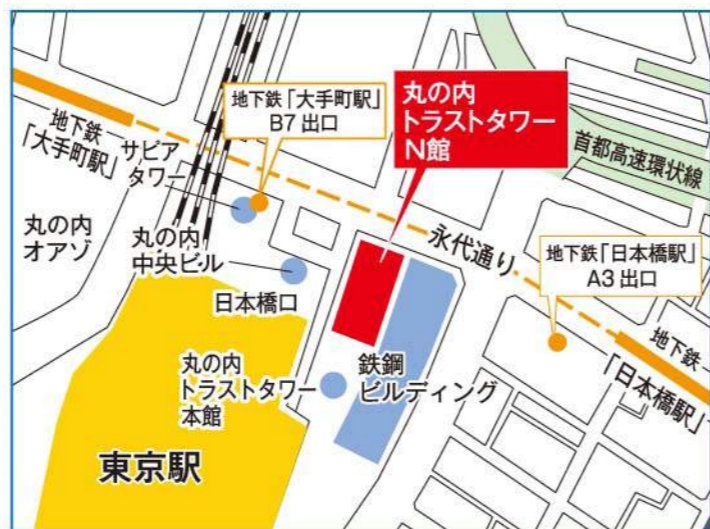 地下鉄「大手町駅」
B7 出口
丸の内
トラストタワー
N館
地下鉄
「大手町駅」
サピア
タワー
首都高速環状線
丸の内
オアゾ
丸の内
中央ビル
永代通り
地下鉄「日本橋駅」
A3 出口
日本橋口
地下鉄
「日本橋駅」
丸の内
トラストタワー
本館
鉄鋼
ビルディング
東京駅